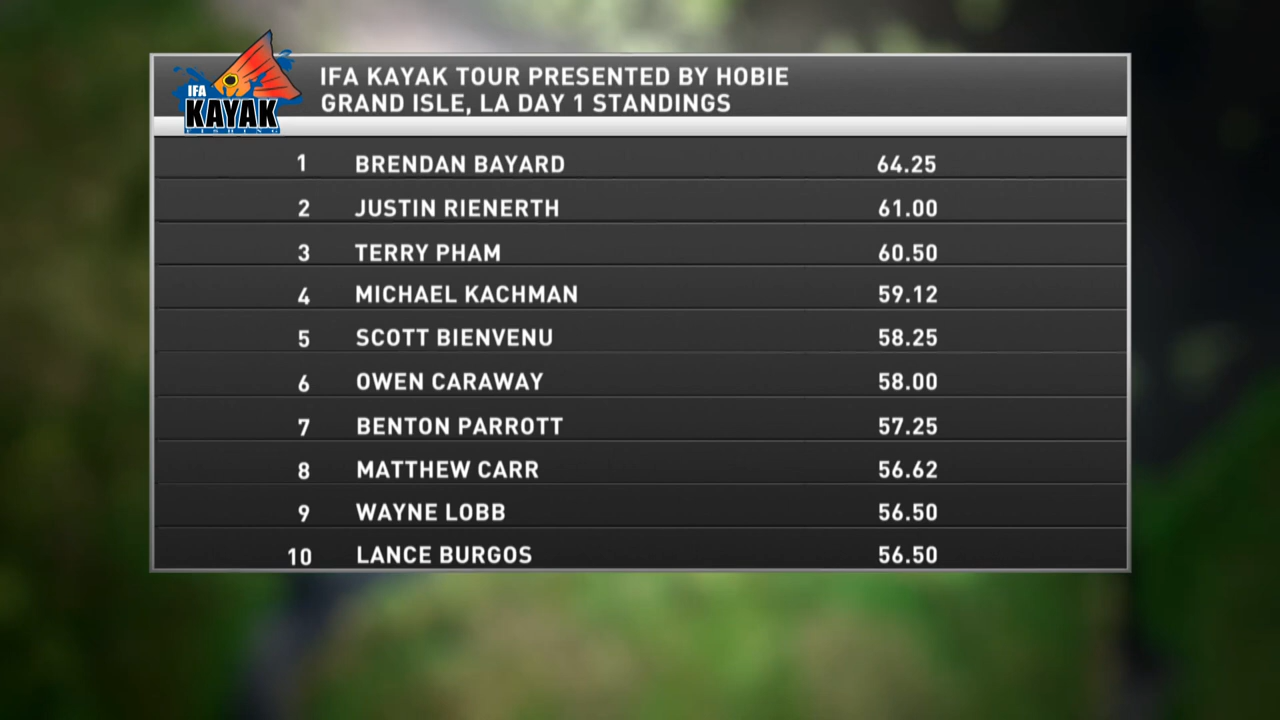 IFA KAYAK TOUR PRESENTED BY HOBIE
GRAND ISLE, LA DAY 1 STANDINGS
IFA
KAYAK
FISHING
1 BRENDAN BAYARD 64.25
2 JUSTIN RIENERTH 61.00
3 TERRY PHAM 60.50
4 MICHAEL KACHMAN 59.12
5 SCOTT BIENVENU 58.25
6 OWEN CARAWAY 58.00
7 BENTON PARROTT 57.25
8 MATTHEW CARR 56.62
9 WAYNE LOBB 56.50
10 LANCE BURGOS 56.50